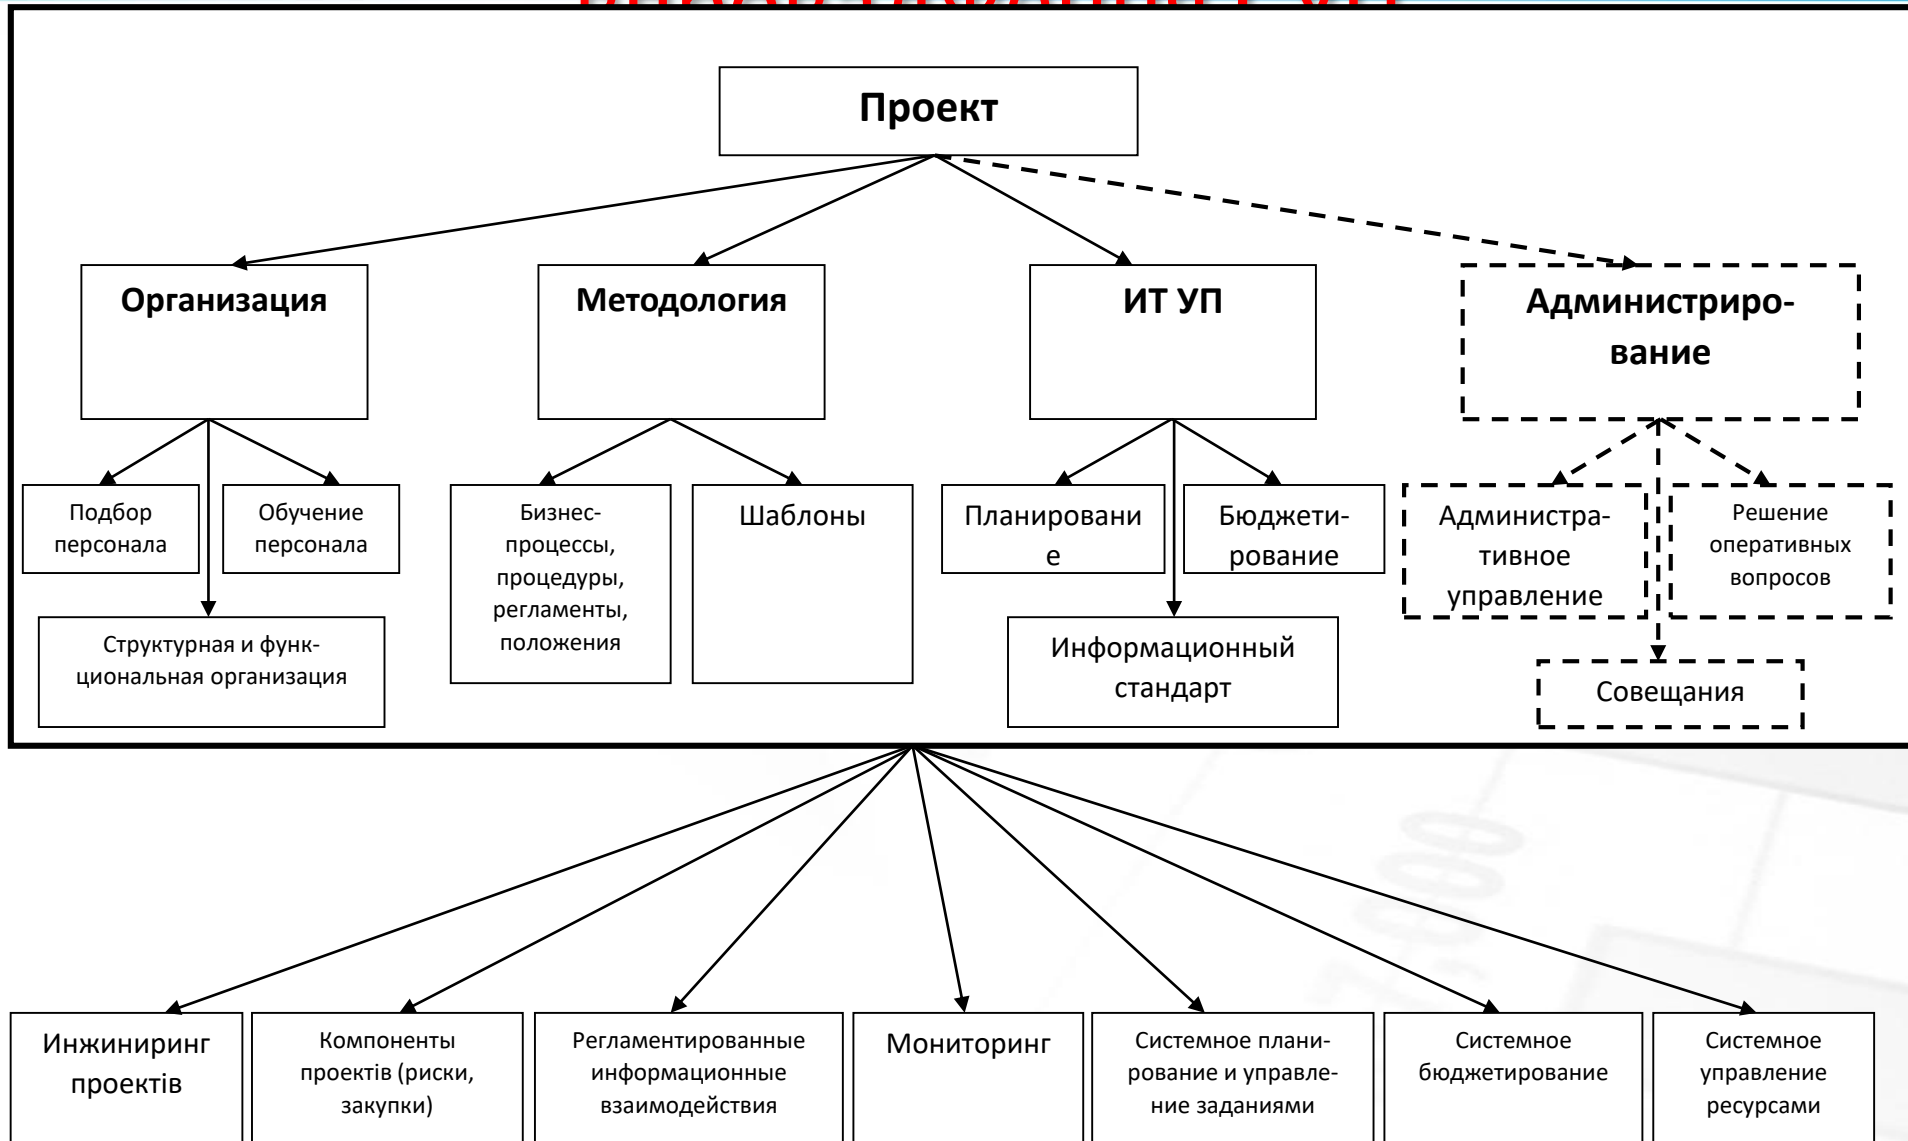 Проект
Организация
Методология
ИТ УП
Администриро-
вание
Подбор
персонала
Обучение
персонала
Структурная и функ-
циональная организация
Бизнес-
процессы,
процедуры,
регламенты,
положения
Шаблоны
Планировани
е
Бюджети-
рование
Информационный
стандарт
Администра-
тивное
управление
Решение
оперативных
вопросов
Совещания
Инжиниринг
проектів
Компоненты
проектів (риски,
закупки)
Регламентированные
информационные
взаимодействия
Мониторинг
Системное плани-
рование и управле-
ние заданиями
Системное
бюджетирование
Системное
управление
ресурсами